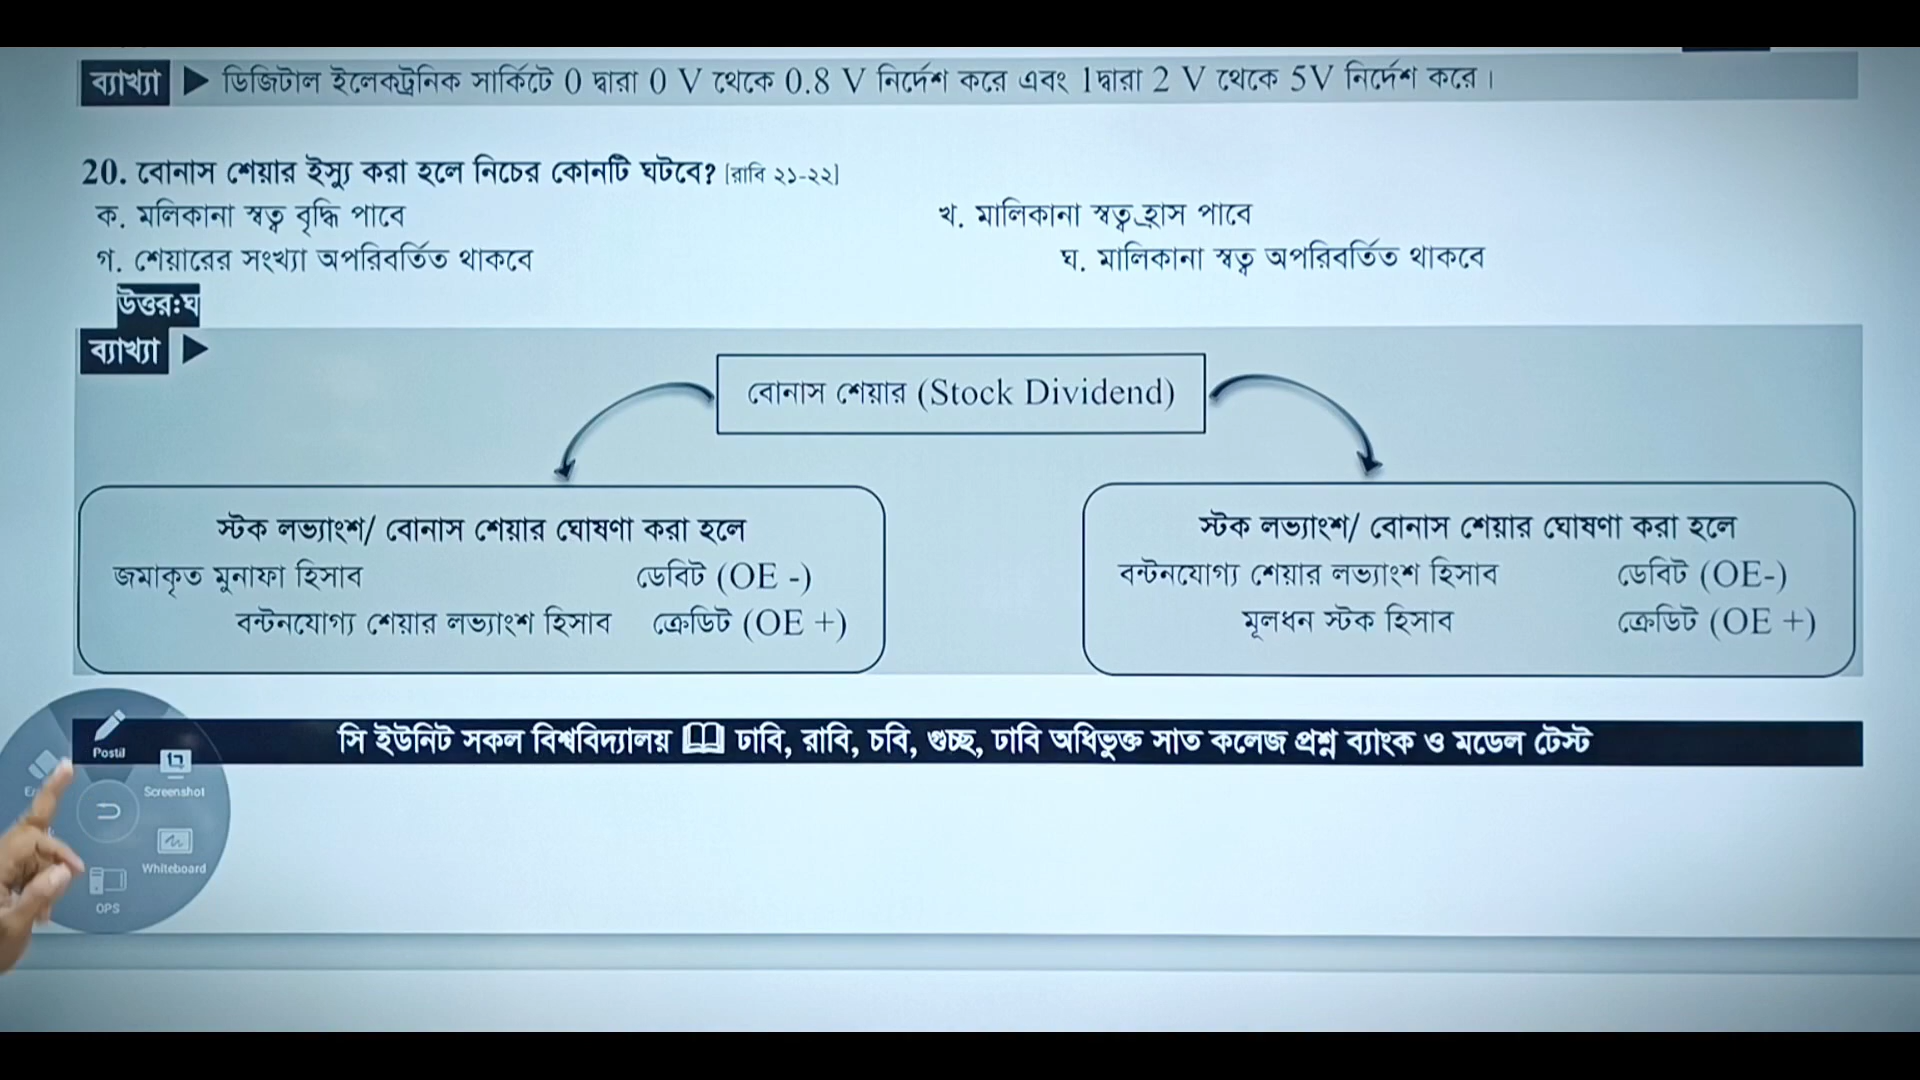 ব্যাখ্যা ▶ ডিজিটাল ইলেকট্রনিক সার্কিটে 0 দ্বারা 0 V থেকে 0.8 V নির্দেশ করে এবং 1দ্বারা 2 V থেকে 5V নির্দেশ করে।
20. বোনাস শেয়ার ইস্যু করা হলে নিচের কোনটি ঘটবে? [রাবি ২১-২২]
ক. মলিকানা স্বত্ব বৃদ্ধি পাবে
খ. মালিকানা স্বত্ব হ্রাস পাবে
গ. শেয়ারের সংখ্যা অপরিবর্তিত থাকবে
ঘ. মালিকানা স্বত্ব অপরিবর্তিত থাকবে
উত্তর:ঘ
ব্যাখ্যা ▶
বোনাস শেয়ার (Stock Dividend)
স্টক লভ্যাংশ/ বোনাস শেয়ার ঘোষণা করা হলে
জমাকৃত মুনাফা হিসাব ডেবিট (OE -)
বন্টনযোগ্য শেয়ার লভ্যাংশ হিসাব ক্রেডিট (OE +)
স্টক লভ্যাংশ/ বোনাস শেয়ার ঘোষণা করা হলে
বন্টনযোগ্য শেয়ার লভ্যাংশ হিসাব ডেবিট (OE-)
মূলধন স্টক হিসাব ক্রেডিট (OE +)
সি ইউনিট সকল বিশ্ববিদ্যালয় 📖 ঢাবি, রাবি, চবি, গুচ্ছ, ঢাবি অধিভুক্ত সাত কলেজ প্রশ্ন ব্যাংক ও মডেল টেস্ট
Postil
Screenshot
Whiteboard
OPS